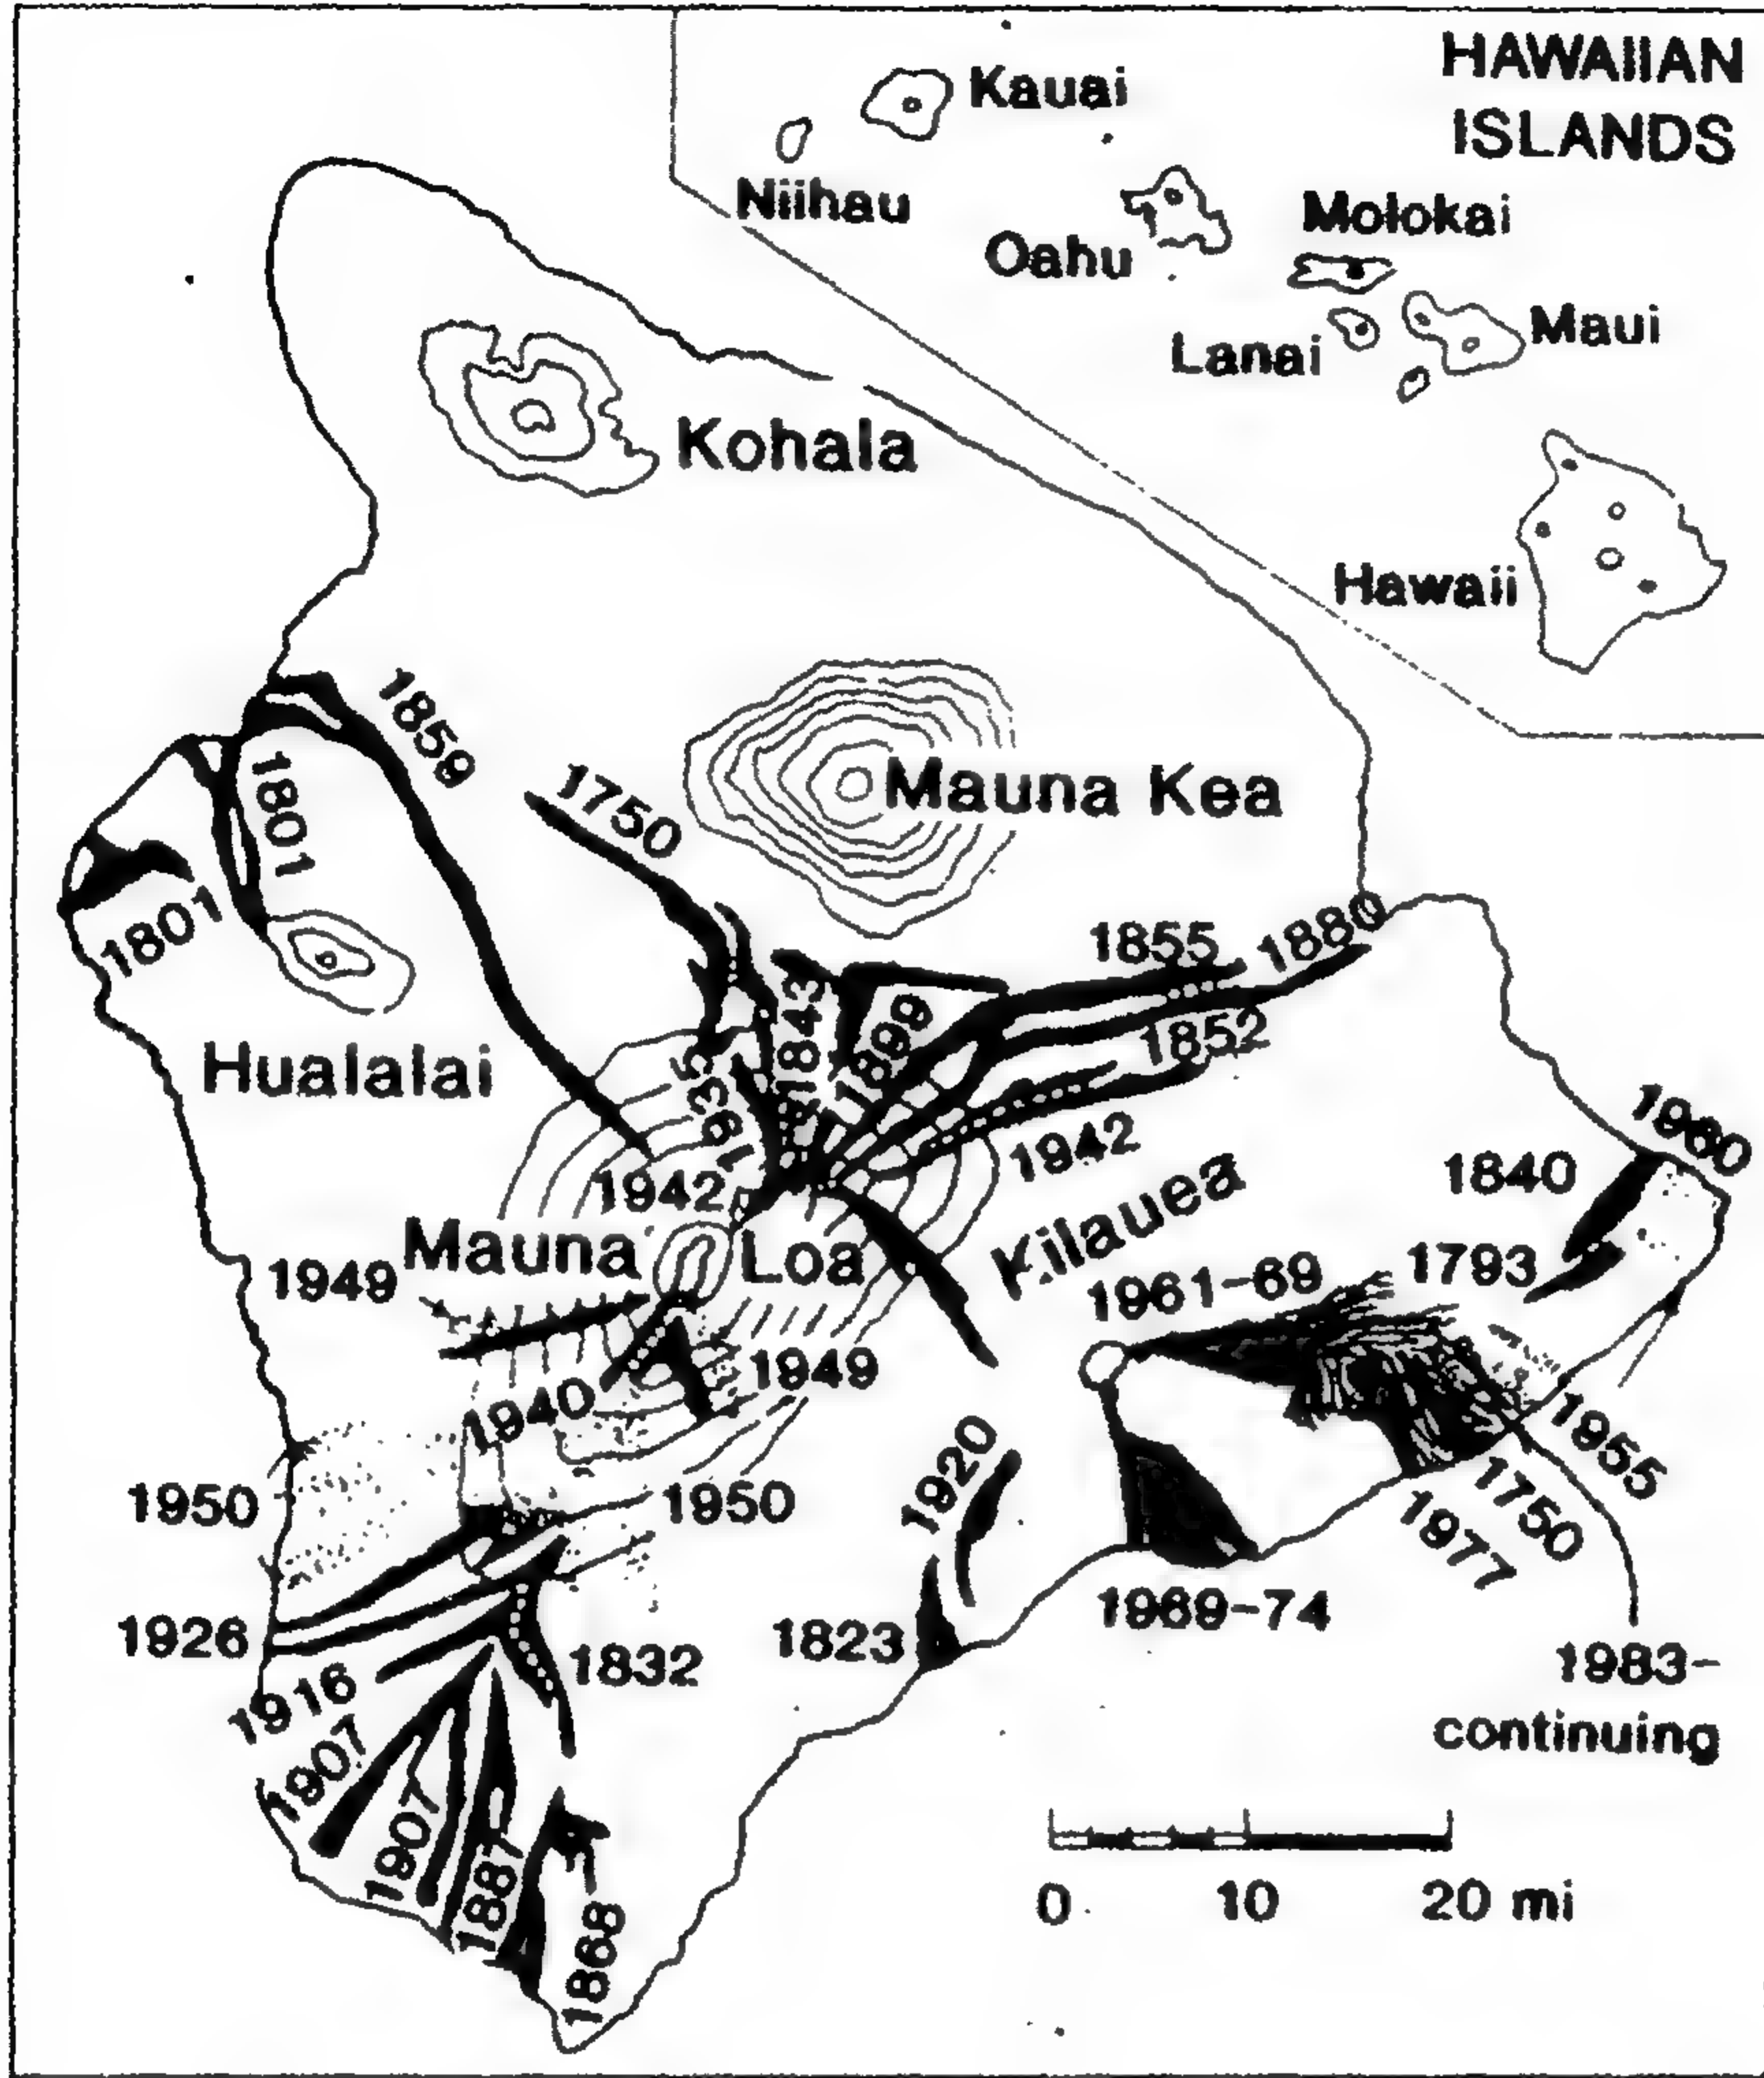 HAWAIIAN
ISLANDS
Kauai
Niihau
Oahu
Molokai
Lanai
Maui
Hawaii
Kohala
1859
1801
1750
Mauna Kea
1801
Hualalai
1855
1880
1843
1899
1852
1935
1942
1942
Mauna Loa
Kilauea
1960
1840
1793
1961-69
1949
1949
1940
1950
1950
1920
1955
1750
1977
1969-74
1926
1916
1832
1823
1983-
continuing
1907
1907
1887
1868
0 10 20 mi